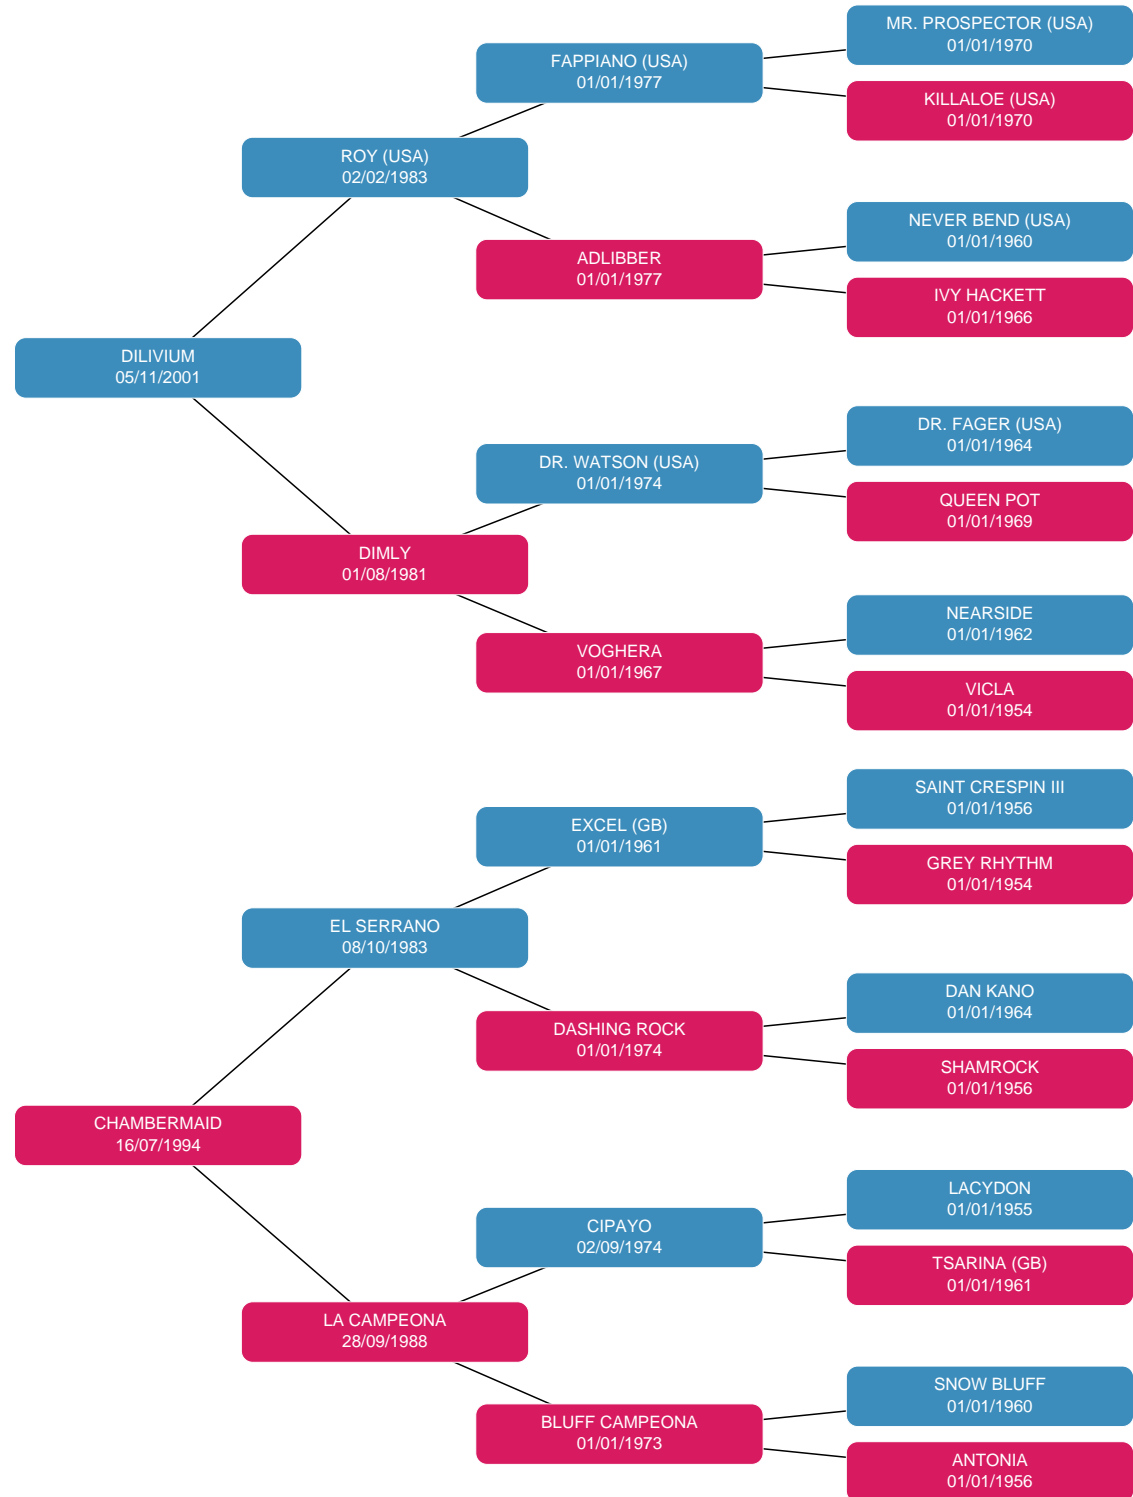 MR. PROSPECTOR (USA)
01/01/1970
FAPPIANO (USA)
01/01/1977
KILLALOE (USA)
01/01/1970
ROY (USA)
02/02/1983
NEVER BEND (USA)
01/01/1960
ADLIBBER
01/01/1977
IVY HACKETT
01/01/1966
DILIVIUM
05/11/2001
DR. FAGER (USA)
01/01/1964
DR. WATSON (USA)
01/01/1974
QUEEN POT
01/01/1969
DIMLY
01/08/1981
NEARSIDE
01/01/1962
VOGHERA
01/01/1967
VICLA
01/01/1954
SAINT CRESPIN III
01/01/1956
EXCEL (GB)
01/01/1961
GREY RHYTHM
01/01/1954
EL SERRANO
08/10/1983
DAN KANO
01/01/1964
DASHING ROCK
01/01/1974
SHAMROCK
01/01/1956
CHAMBERMAID
16/07/1994
LACYDON
01/01/1955
CIPAYO
02/09/1974
TSARINA (GB)
01/01/1961
LA CAMPEONA
28/09/1988
SNOW BLUFF
01/01/1960
BLUFF CAMPEONA
01/01/1973
ANTONIA
01/01/1956